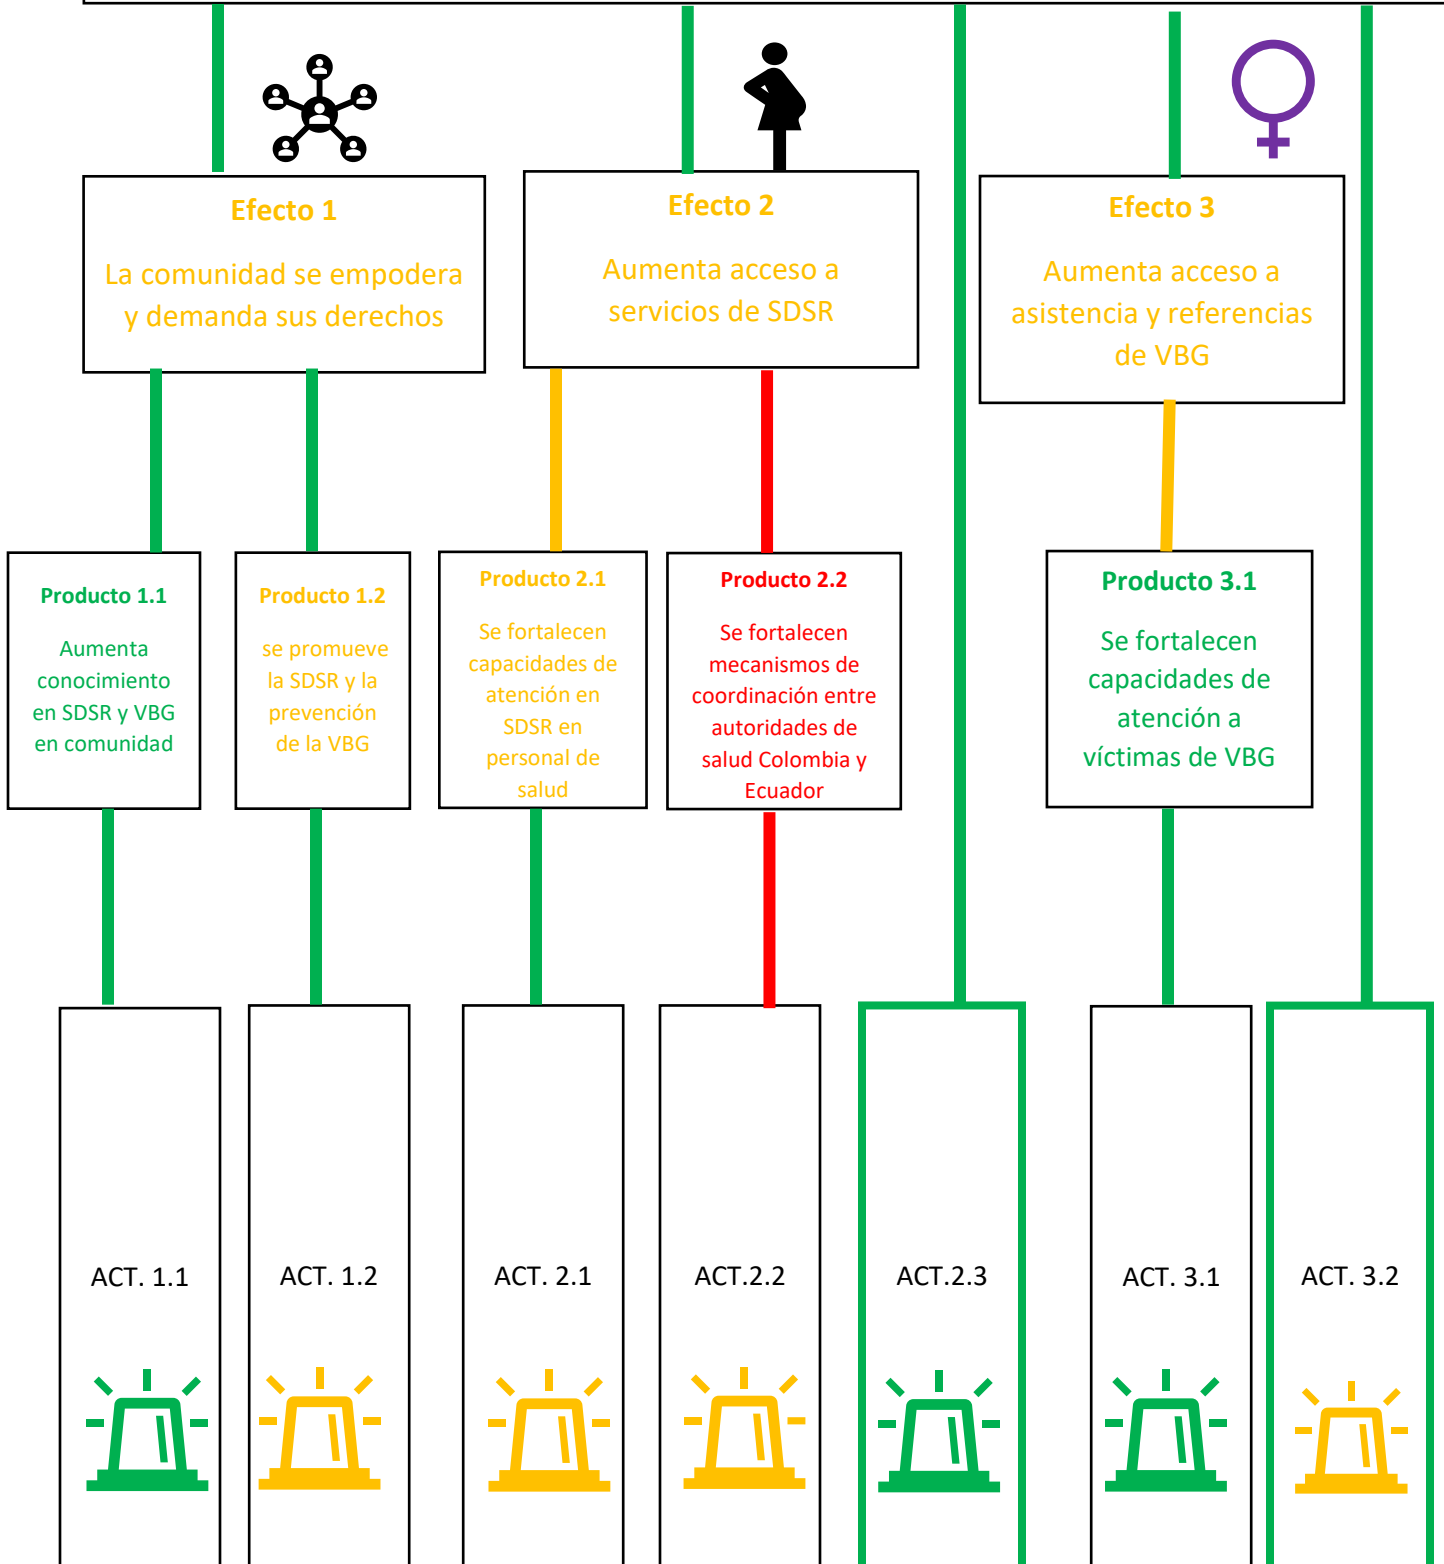 Efecto 1
La comunidad se empodera
y demanda sus derechos
Efecto 2
Aumenta acceso a
servicios de SDSR
Efecto 3
Aumenta acceso a
asistencia y referencias
de VBG
Producto 1.1
Aumenta
conocimiento
en SDSR y VBG
en comunidad
Producto 1.2
se promueve
la SDSR y la
prevención
de la VBG
Producto 2.1
Se fortalecen
capacidades de
atención en
SDSR en
personal de
salud
Producto 2.2
Se fortalecen
mecanismos de
coordinación entre
autoridades de
salud Colombia y
Ecuador
Producto 3.1
Se fortalecen
capacidades de
atención a
víctimas de VBG
ACT. 1.1
ACT. 1.2
ACT. 2.1
ACT.2.2
ACT.2.3
ACT. 3.1
ACT. 3.2